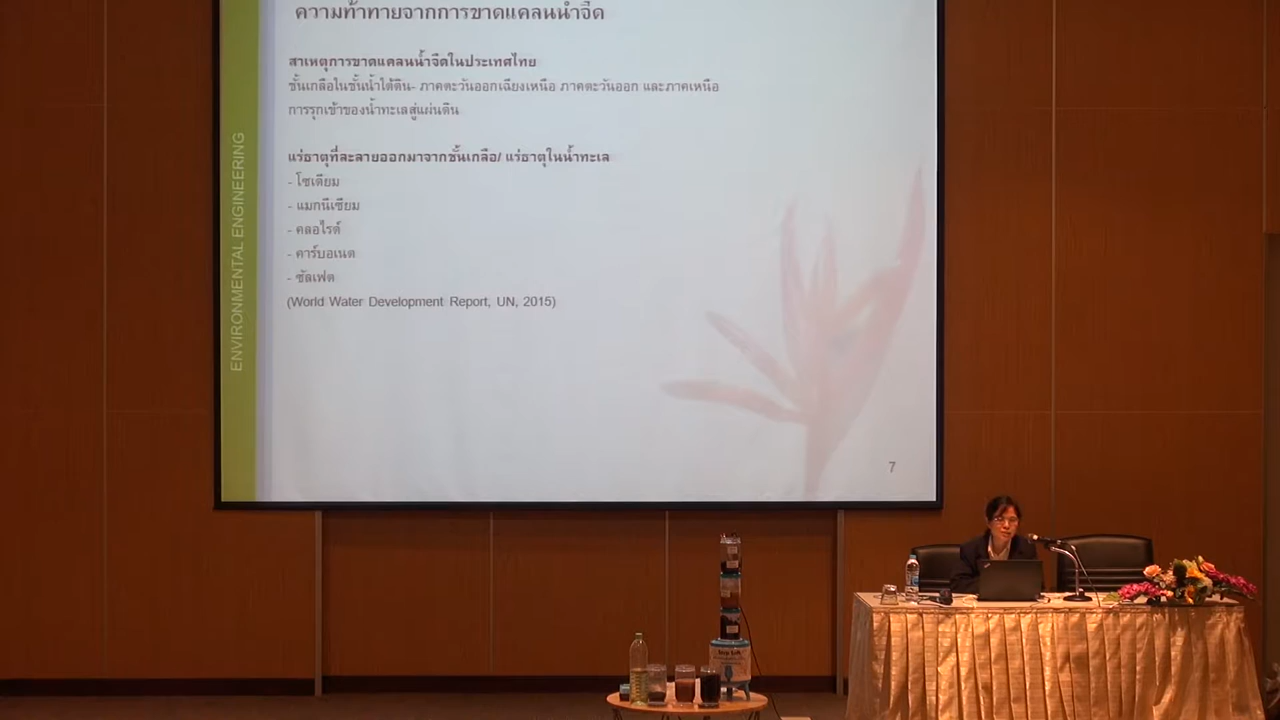 ความท้าทายจากการขาดแคลนน้ำจืด
สาเหตุการขาดแคลนน้ำจืดในประเทศไทย
ชั้นเกลือในชั้นน้ำใต้ดิน- ภาคตะวันออกเฉียงเหนือ ภาคตะวันออก และภาคเหนือ
การรุกเข้าของน้ำทะเลสู่แผ่นดิน
แร่ธาตุที่ละลายออกมาจากชั้นเกลือ/ แร่ธาตุในน้ำทะเล
- โซเดียม
- แมกนีเซียม
- คลอไรด์
- คาร์บอเนต
- ซัลเฟต
(World Water Development Report, UN, 2015)
ENVIRONMENTAL ENGINEERING
7